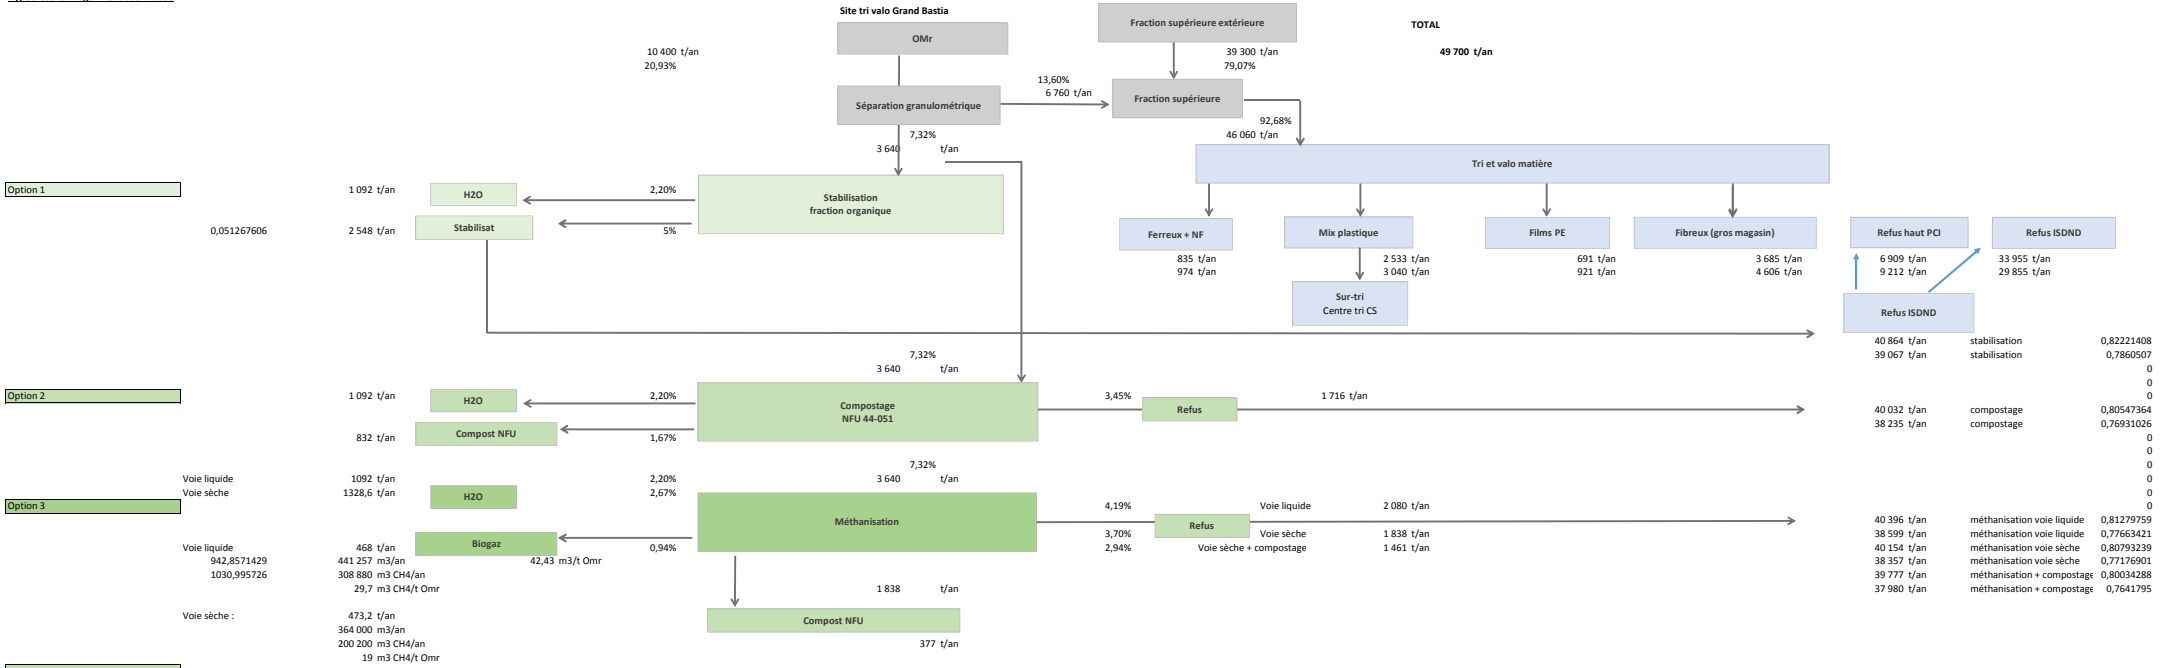 Site tri valo Grand Bastia
OMr
Fraction supérieure extérieure
TOTAL
10 400 t/an
39 300 t/an
49 700 t/an
20,93%
79,07%
13,60%
6 760 t/an
Séparation granulométrique
Fraction supérieure
92,68%
46 060 t/an
7,32%
3 640 t/an
Tri et valo matière
Option 1
1 092 t/an
H2O
2,20%
Stabilisation
fraction organique
0,051267606
2 548 t/an
Stabilisat
5%
Ferreux + NF
Mix plastique
Films PE
Fibreux (gros magasin)
Refus haut PCI
Refus ISDND
835 t/an
2 533 t/an
691 t/an
3 685 t/an
6 909 t/an
33 955 t/an
974 t/an
3 040 t/an
921 t/an
4 606 t/an
9 212 t/an
29 855 t/an
Sur-tri
Centre tri CS
Refus ISDND
40 864 t/an stabilisation 0,82221408
7,32%
39 067 t/an stabilisation 0,7860507
3 640 t/an
0
0
Option 2
1 092 t/an
H2O
2,20%
Compostage
NFU 44-051
3,45%
Refus
1 716 t/an
0
40 032 t/an compostage 0,80547364
38 235 t/an compostage 0,76931026
832 t/an
Compost NFU
1,67%
0
0
7,32%
0
Voie liquide 1092 t/an
2,20%
3 640 t/an
0
Voie sèche 1328,6 t/an
H2O
2,67%
0
Option 3
Méthanisation
4,19%
Voie liquide 2 080 t/an
0
Refus
40 396 t/an méthanisation voie liquide 0,81279759
3,70%
Voie sèche 1 838 t/an
38 599 t/an méthanisation voie liquide 0,77663421
Voie liquide 468 t/an
Biogaz
0,94%
2,94%
Voie sèche + compostage 1 461 t/an
40 154 t/an méthanisation voie sèche 0,80793239
942,8571429 441 257 m3/an
42,43 m3/t Omr
38 357 t/an méthanisation voie sèche 0,77176901
1030,995726 308 880 m3 CH4/an
39 777 t/an méthanisation + compostage 0,80034288
29,7 m3 CH4/t Omr
1 838 t/an
37 980 t/an méthanisation + compostage 0,7641795
Voie sèche : 473,2 t/an
Compost NFU
364 000 m3/an
200 200 m3 CH4/an
377 t/an
19 m3 CH4/t Omr